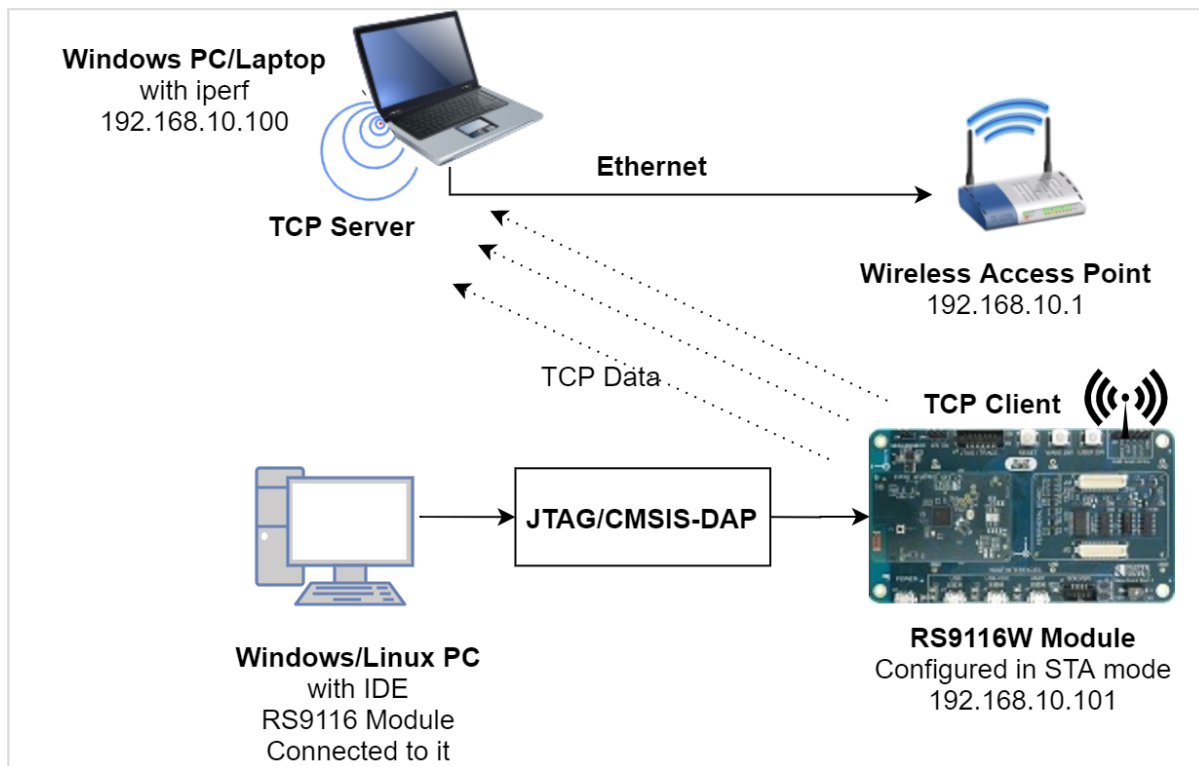 Windows PC/Laptop
with iperf
192.168.10.100
TCP Server
Ethernet
Wireless Access Point
192.168.10.1
TCP Data
TCP Client
JTAG/CMSIS-DAP
Windows/Linux PC
with IDE
RS9116 Module
Connected to it
RS9116W Module
Configured in STA mode
192.168.10.101
RESET
POWER